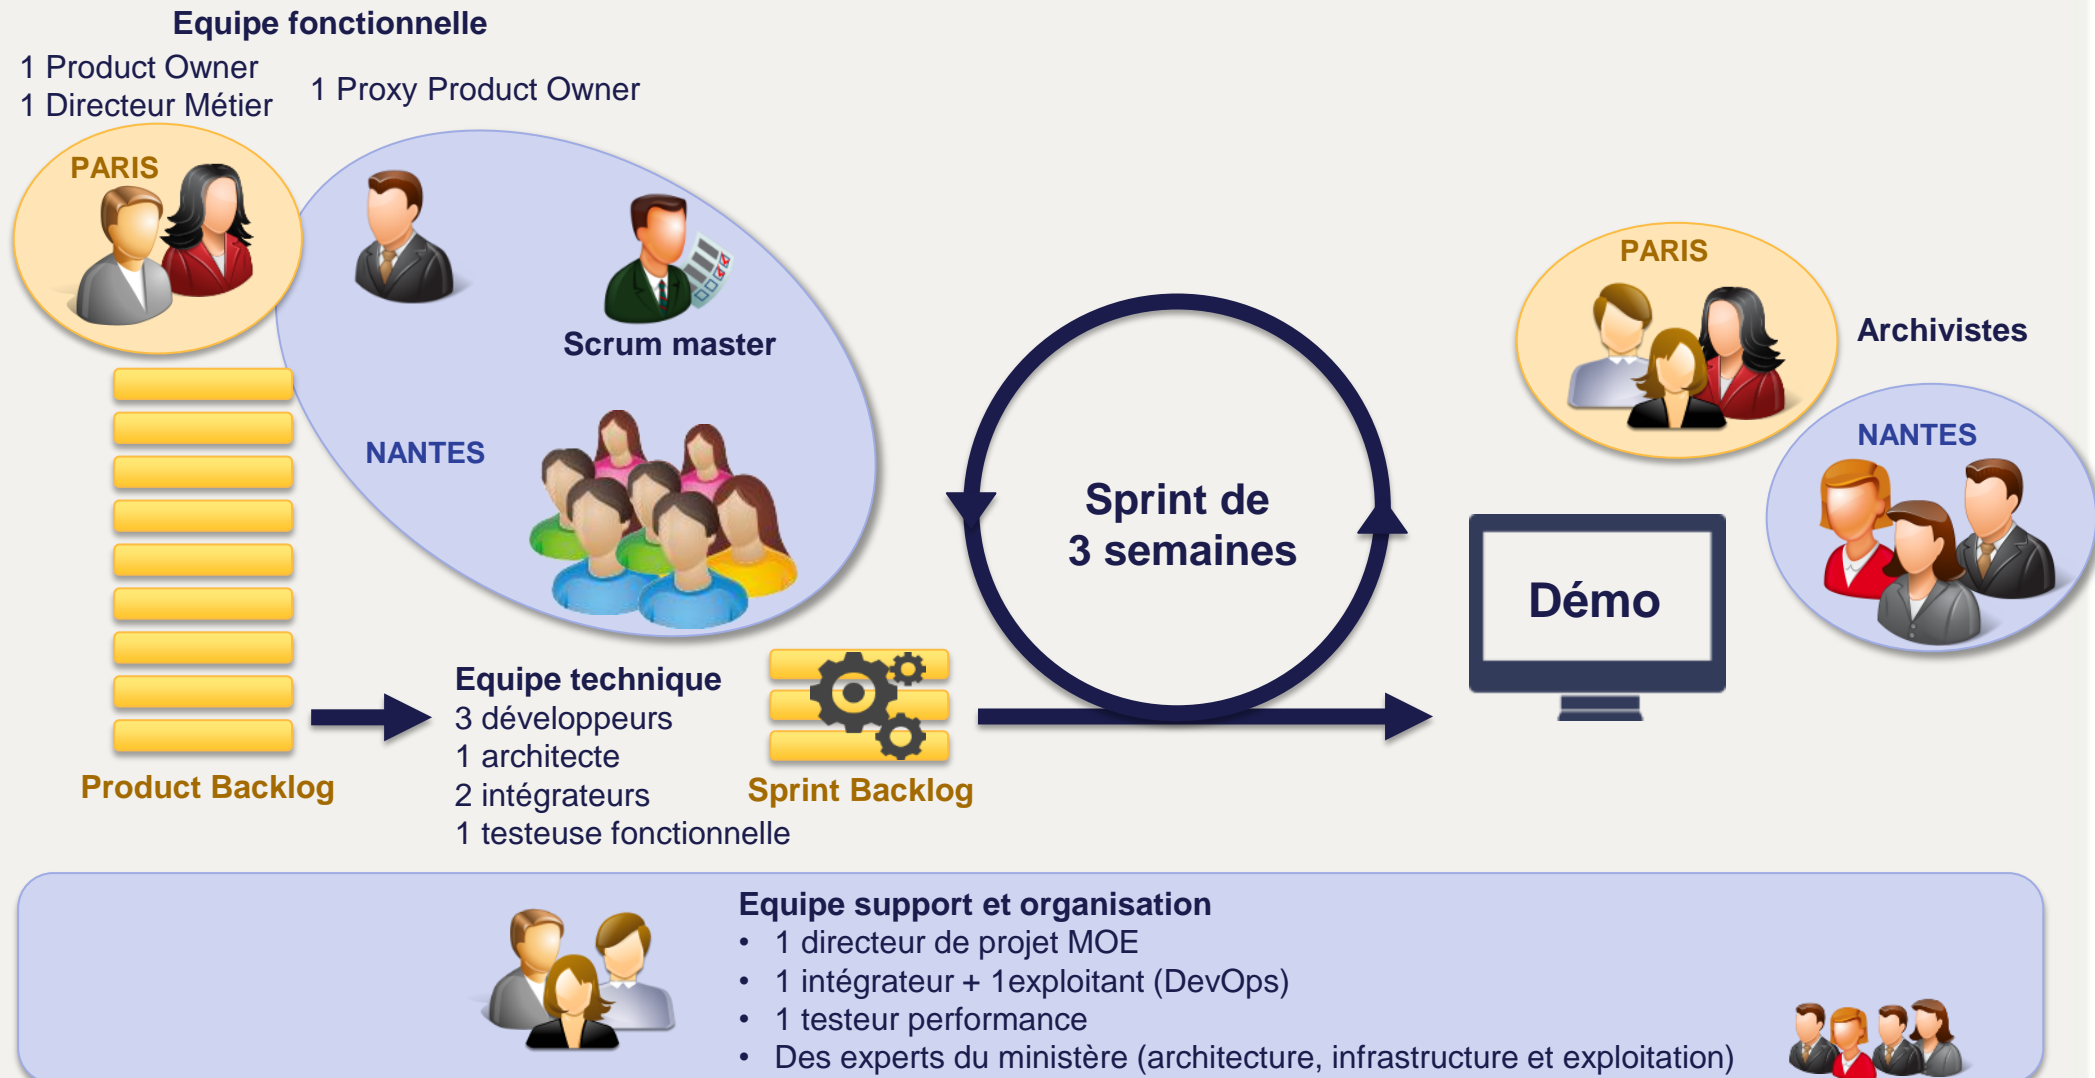 Equipe fonctionnelle
1 Product Owner
1 Directeur Métier
1 Proxy Product Owner
PARIS
Scrum master
NANTES
Product Backlog
Equipe technique
3 développeurs
1 architecte
2 intégrateurs
1 testeuse fonctionnelle
Sprint Backlog
Sprint de
3 semaines
PARIS
Archivistes
NANTES
Démo
Equipe support et organisation
• 1 directeur de projet MOE
• 1 intégrateur + 1exploitant (DevOps)
• 1 testeur performance
• Des experts du ministère (architecture, infrastructure et exploitation)